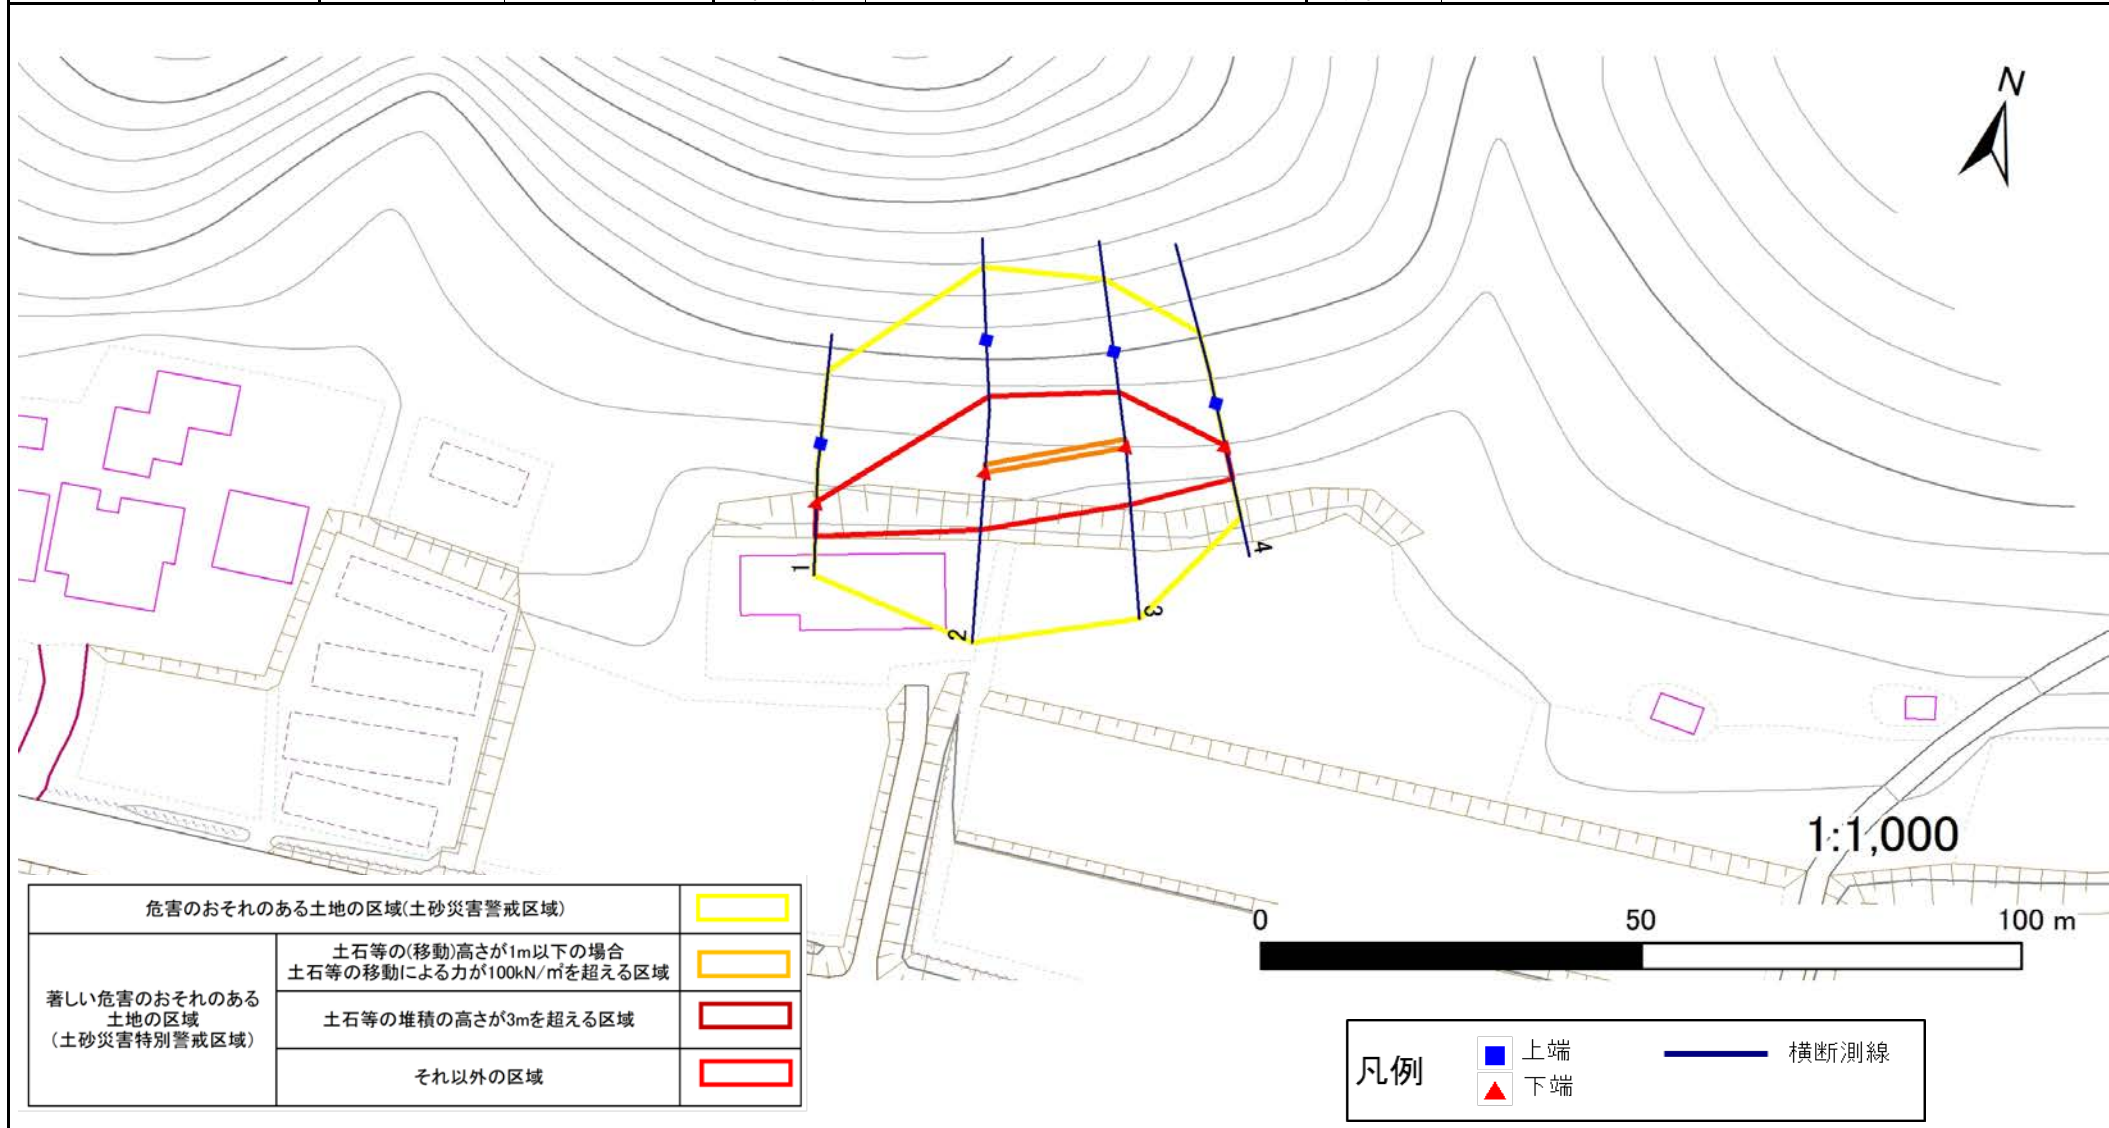 N
1
2
3
4
1:1,000
0 50 100 m
危害のおそれのある土地の区域(土砂災害警戒区域)
著しい危害のおそれのある
土地の区域
(土砂災害特別警戒区域)
土石等の(移動)高さが1m以下の場合
土石等の移動による力が100kN/㎡を超える区域
土石等の堆積の高さが3mを超える区域
それ以外の区域
凡例
上端
下端
横断測線